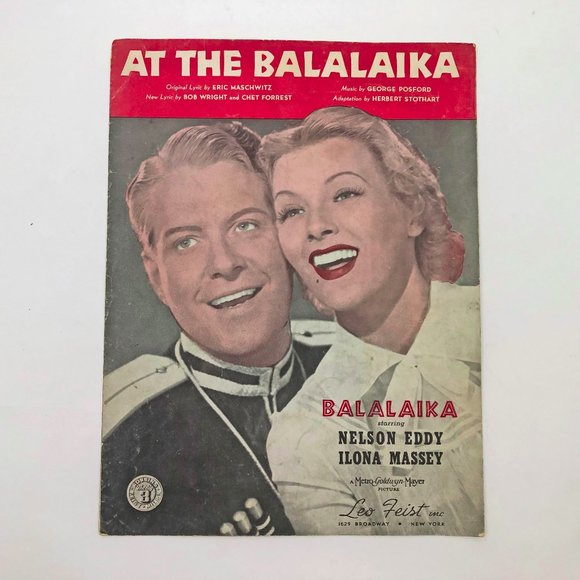 AT THE BALALAIKA
Original Lyric by ERIC MASCHWITZ
New Lyric by BOB WRIGHT and CHET FORREST
Music by GEORGE POSFORD
Adaptation by HERBERT STOTHART
BALALAIKA
starring
NELSON EDDY
ILONA MASSEY
A Metro-Goldwyn-Mayer
PICTURE
Leo Feist inc
1629 BROADWAY • NEW YORK